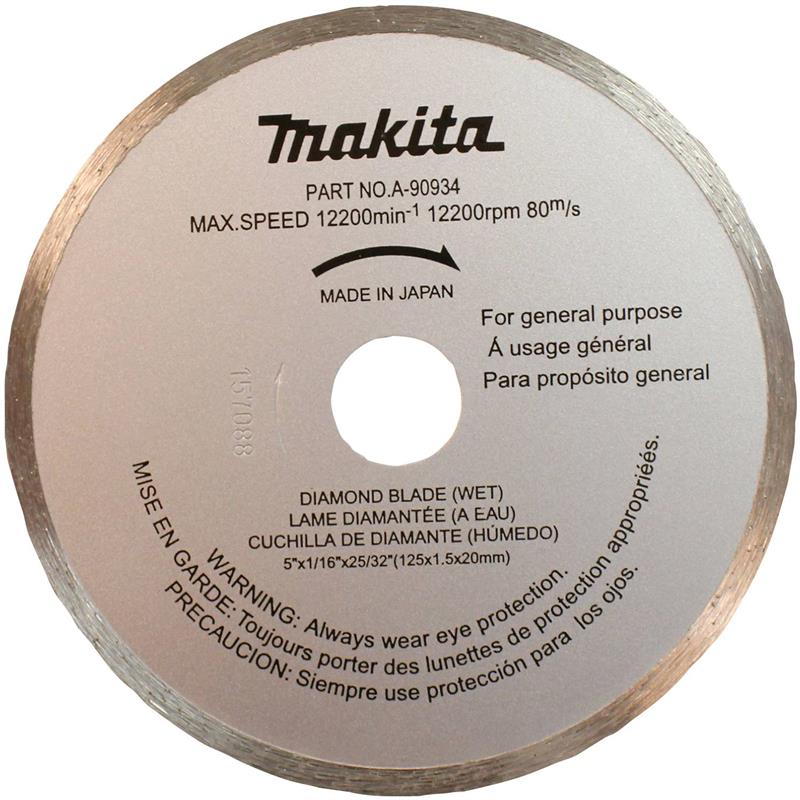 makita
PART NO.A-90934
MAX.SPEED 12200min-1 12200rpm 80m/s
MADE IN JAPAN
For general purpose
Á usage général
Para propósito general
157088
DIAMOND BLADE (WET)
LAME DIAMANTÉE (A EAU)
CUCHILLA DE DIAMANTE (HÚMEDO)
5"x1/16"x25/32"(125x1.5x20mm)
WARNING: Always wear eye protection.
MISE EN GARDE: Toujours porter des lunettes de protection appropriéés.
PRECAUCION: Siempre use protección para los ojos.